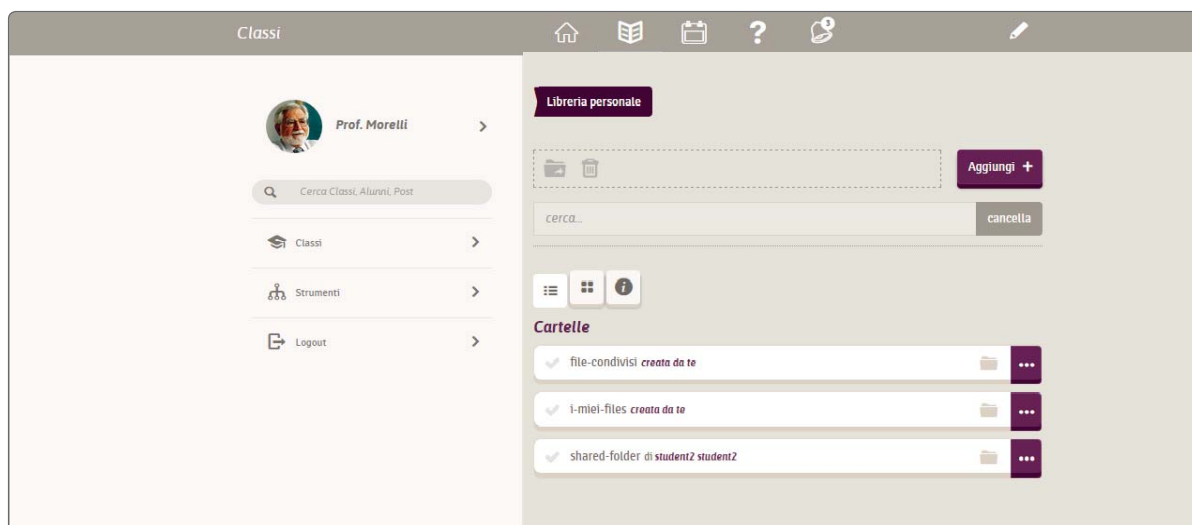 Classi
3
Prof. Morelli
Cerca Classi, Alunni, Post
Classi
Strumenti
Logout
Libreria personale
Aggiungi +
cerca...
cancella
Cartelle
file-condivisi creata da te
i-miei-files creata da te
shared-folder di student2 student2